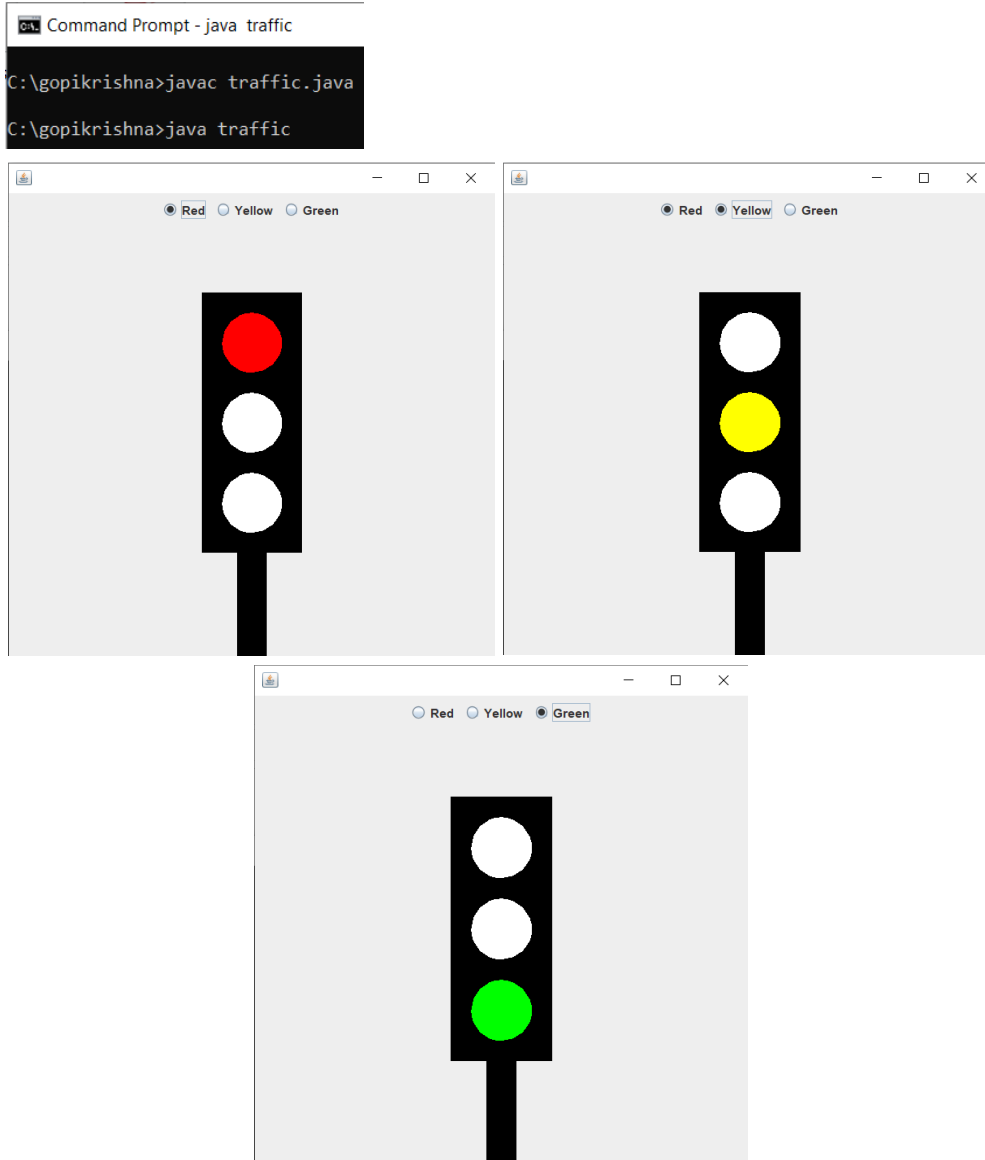 Command Prompt - java  traffic
C:\gopikrishna>javac traffic.java
C:\gopikrishna>java traffic
Red Yellow Green
Red Yellow Green
Red Yellow Green